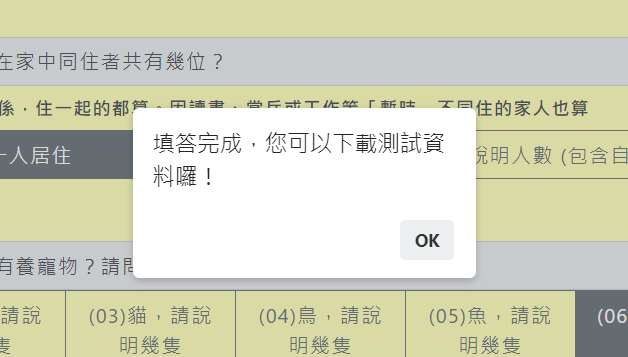 在家中同住者共有幾位？
係，住一起的都算。因讀書、當兵或工作等「暫時」不同住的家人也算
一人居住
說明人數 (包含自
填答完成，您可以下載測試資
料囉！
OK
有養寵物？請問
請說
明幾隻
(03)貓，請說
明幾隻
(04)鳥，請說
明幾隻
(05)魚，請說
明幾隻
(06